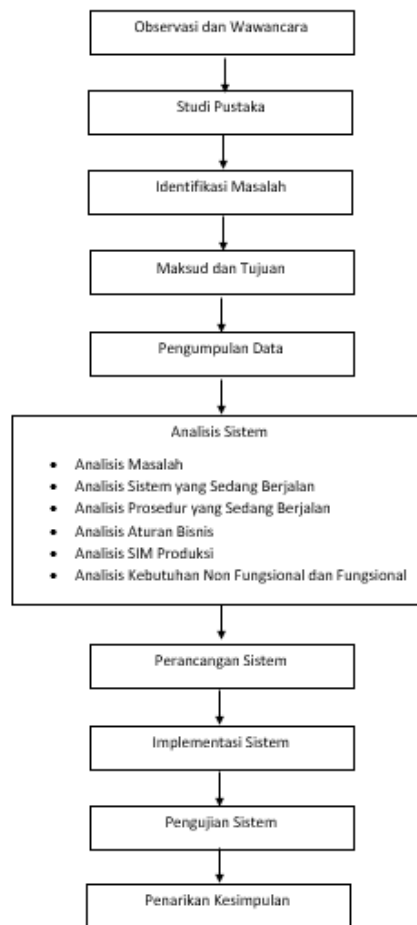 Observasi dan Wawancara
Studi Pustaka
Identifikasi Masalah
Maksud dan Tujuan
Pengumpulan Data
Analisis Sistem
• Analisis Masalah
• Analisis Sistem yang Sedang Berjalan
• Analisis Prosedur yang Sedang Berjalan
• Analisis Aturan Bisnis
• Analisis SIM Produksi
• Analisis Kebutuhan Non Fungsional dan Fungsional
Perancangan Sistem
Implementasi Sistem
Pengujian Sistem
Penarikan Kesimpulan